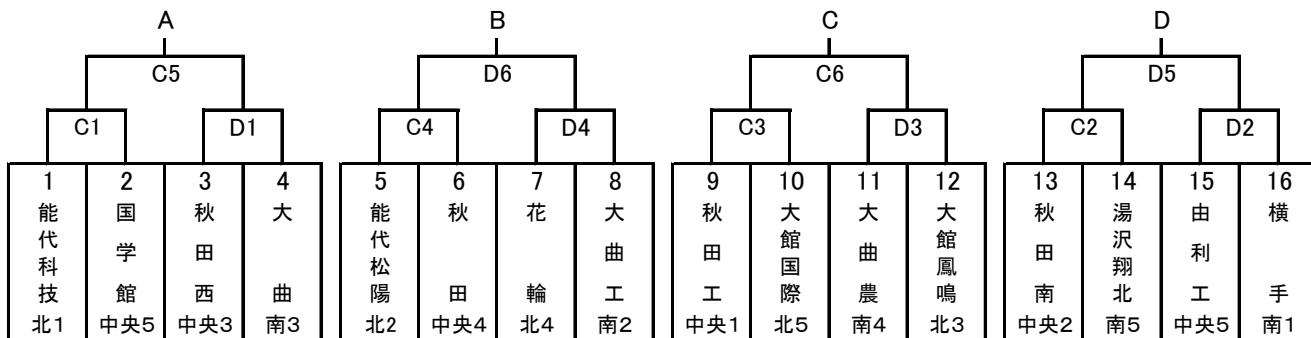 A B C D
C5 D6 C6 D5
C1 D1 C4 D4 C3 D3 C2 D2
1 2 3 4 5 6 7 8 9 10 11 12 13 14 15 16
能代科技
国学館
秋田西
大曲
能代松陽
秋田
花輪
大曲工
秋田工
大館国際
大曲農
大館鳳鳴
秋田南
湯沢翔北
由利工
横手
北1 中央5 中央3 南3 北2 中央4 北4 南2 中央1 北5 南4 北3 中央2 南5 中央5 南1